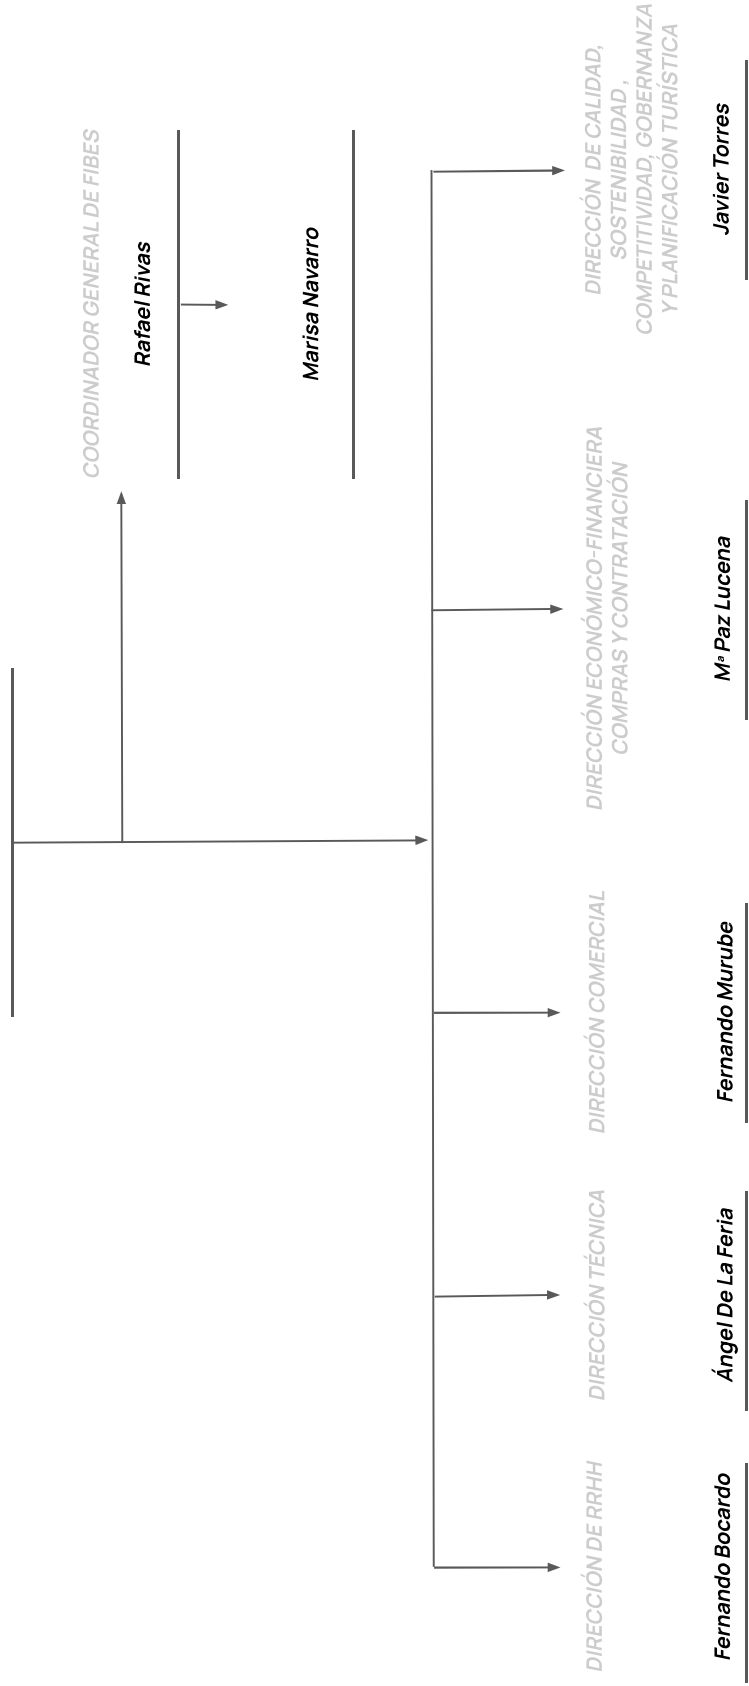 COORDINADOR GENERAL DE FIBES
Rafael Rivas
Marisa Navarro
DIRECCIÓN DE RRHH
Fernando Bocardo
DIRECCIÓN TÉCNICA
Ángel De La Feria
DIRECCIÓN COMERCIAL
Fernando Murube
DIRECCIÓN ECONÓMICO-FINANCIERA
COMPRAS Y CONTRATACIÓN
Mª Paz Lucena
DIRECCIÓN DE CALIDAD,
SOSTENIBILIDAD ,
COMPETITIVIDAD, GOBERNANZA
Y PLANIFICACIÓN TURÍSTICA
Javier Torres